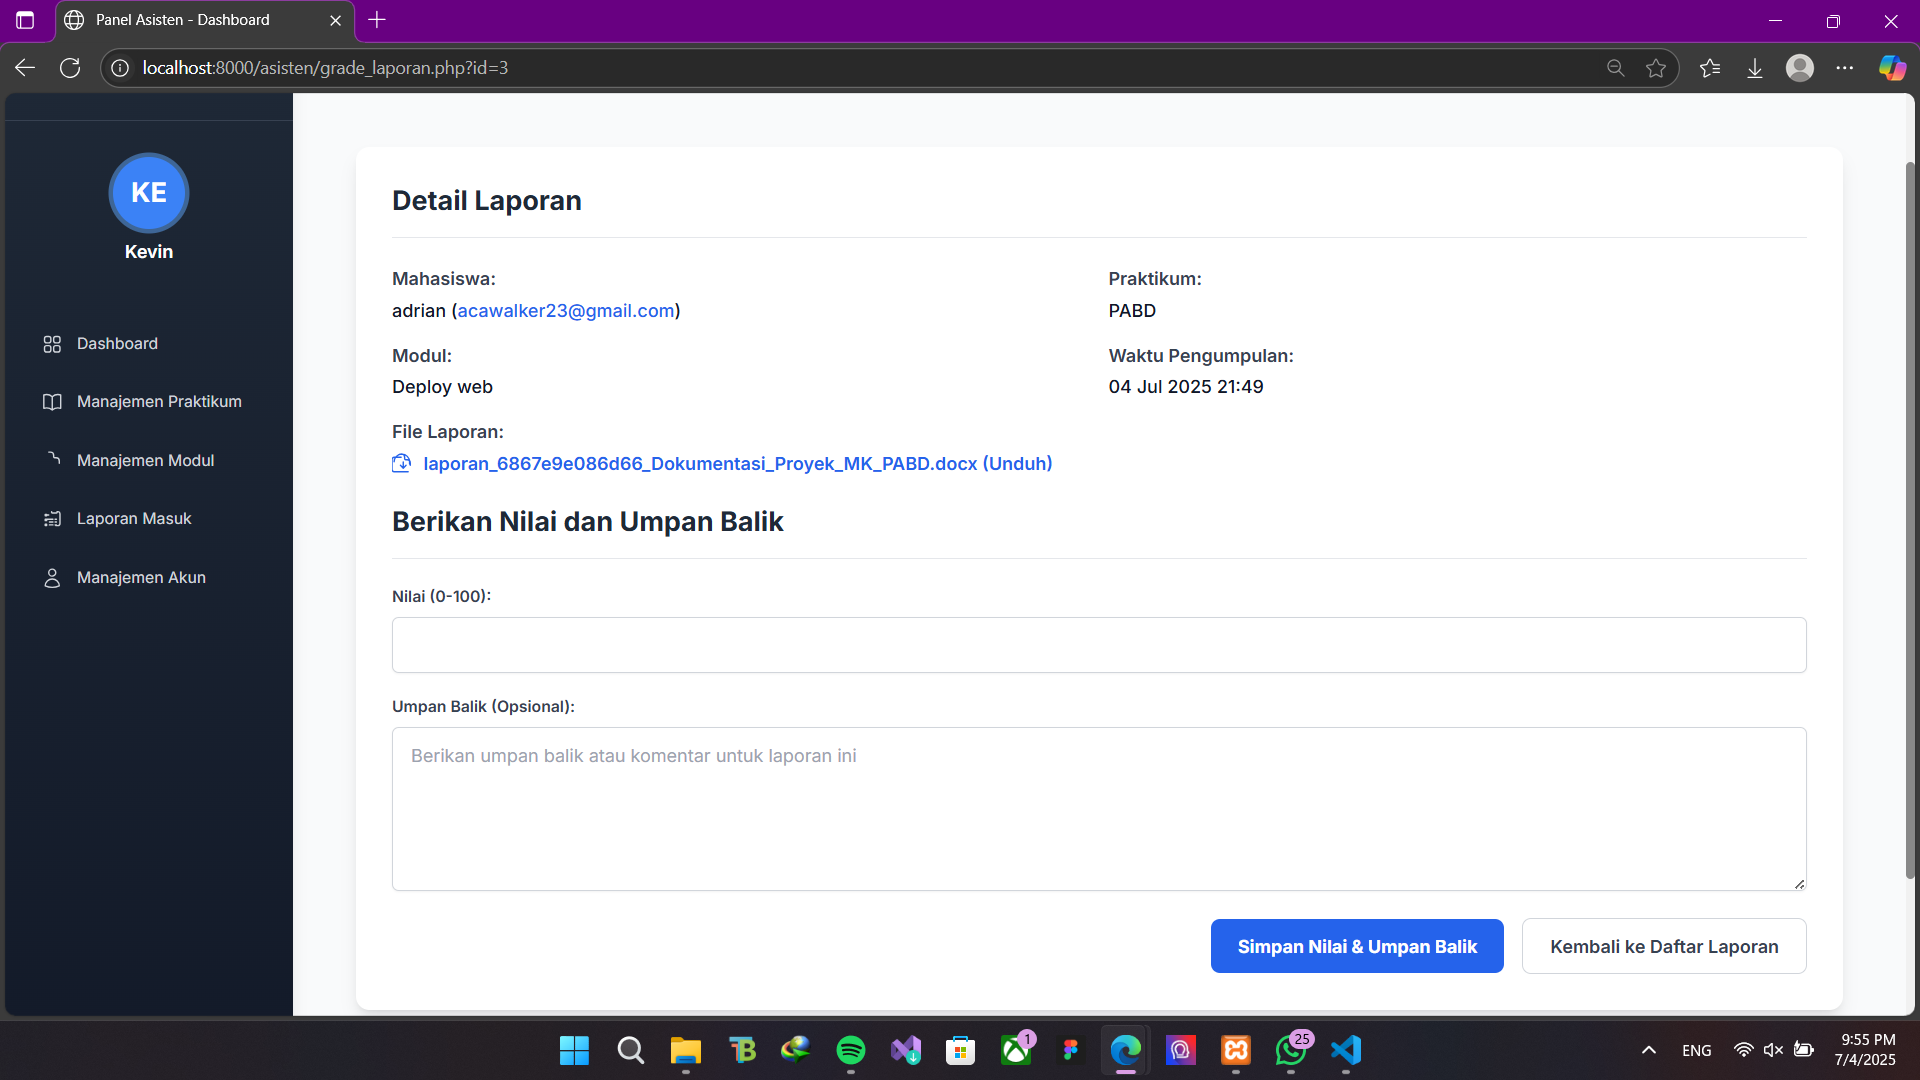 Panel Asisten - Dashboard
localhost:8000/asisten/grade_laporan.php?id=3
KE
Kevin
Dashboard
Manajemen Praktikum
Manajemen Modul
Laporan Masuk
Manajemen Akun
Detail Laporan
Mahasiswa:
adrian (acawalker23@gmail.com)
Praktikum:
PABD
Modul:
Deploy web
Waktu Pengumpulan:
04 Jul 2025 21:49
File Laporan:
laporan_6867e9e086d66_Dokumentasi_Proyek_MK_PABD.docx (Unduh)
Berikan Nilai dan Umpan Balik
Nilai (0-100):
Umpan Balik (Opsional):
Berikan umpan balik atau komentar untuk laporan ini
Simpan Nilai & Umpan Balik
Kembali ke Daftar Laporan
TB
1
25
ENG
9:55 PM
7/4/2025